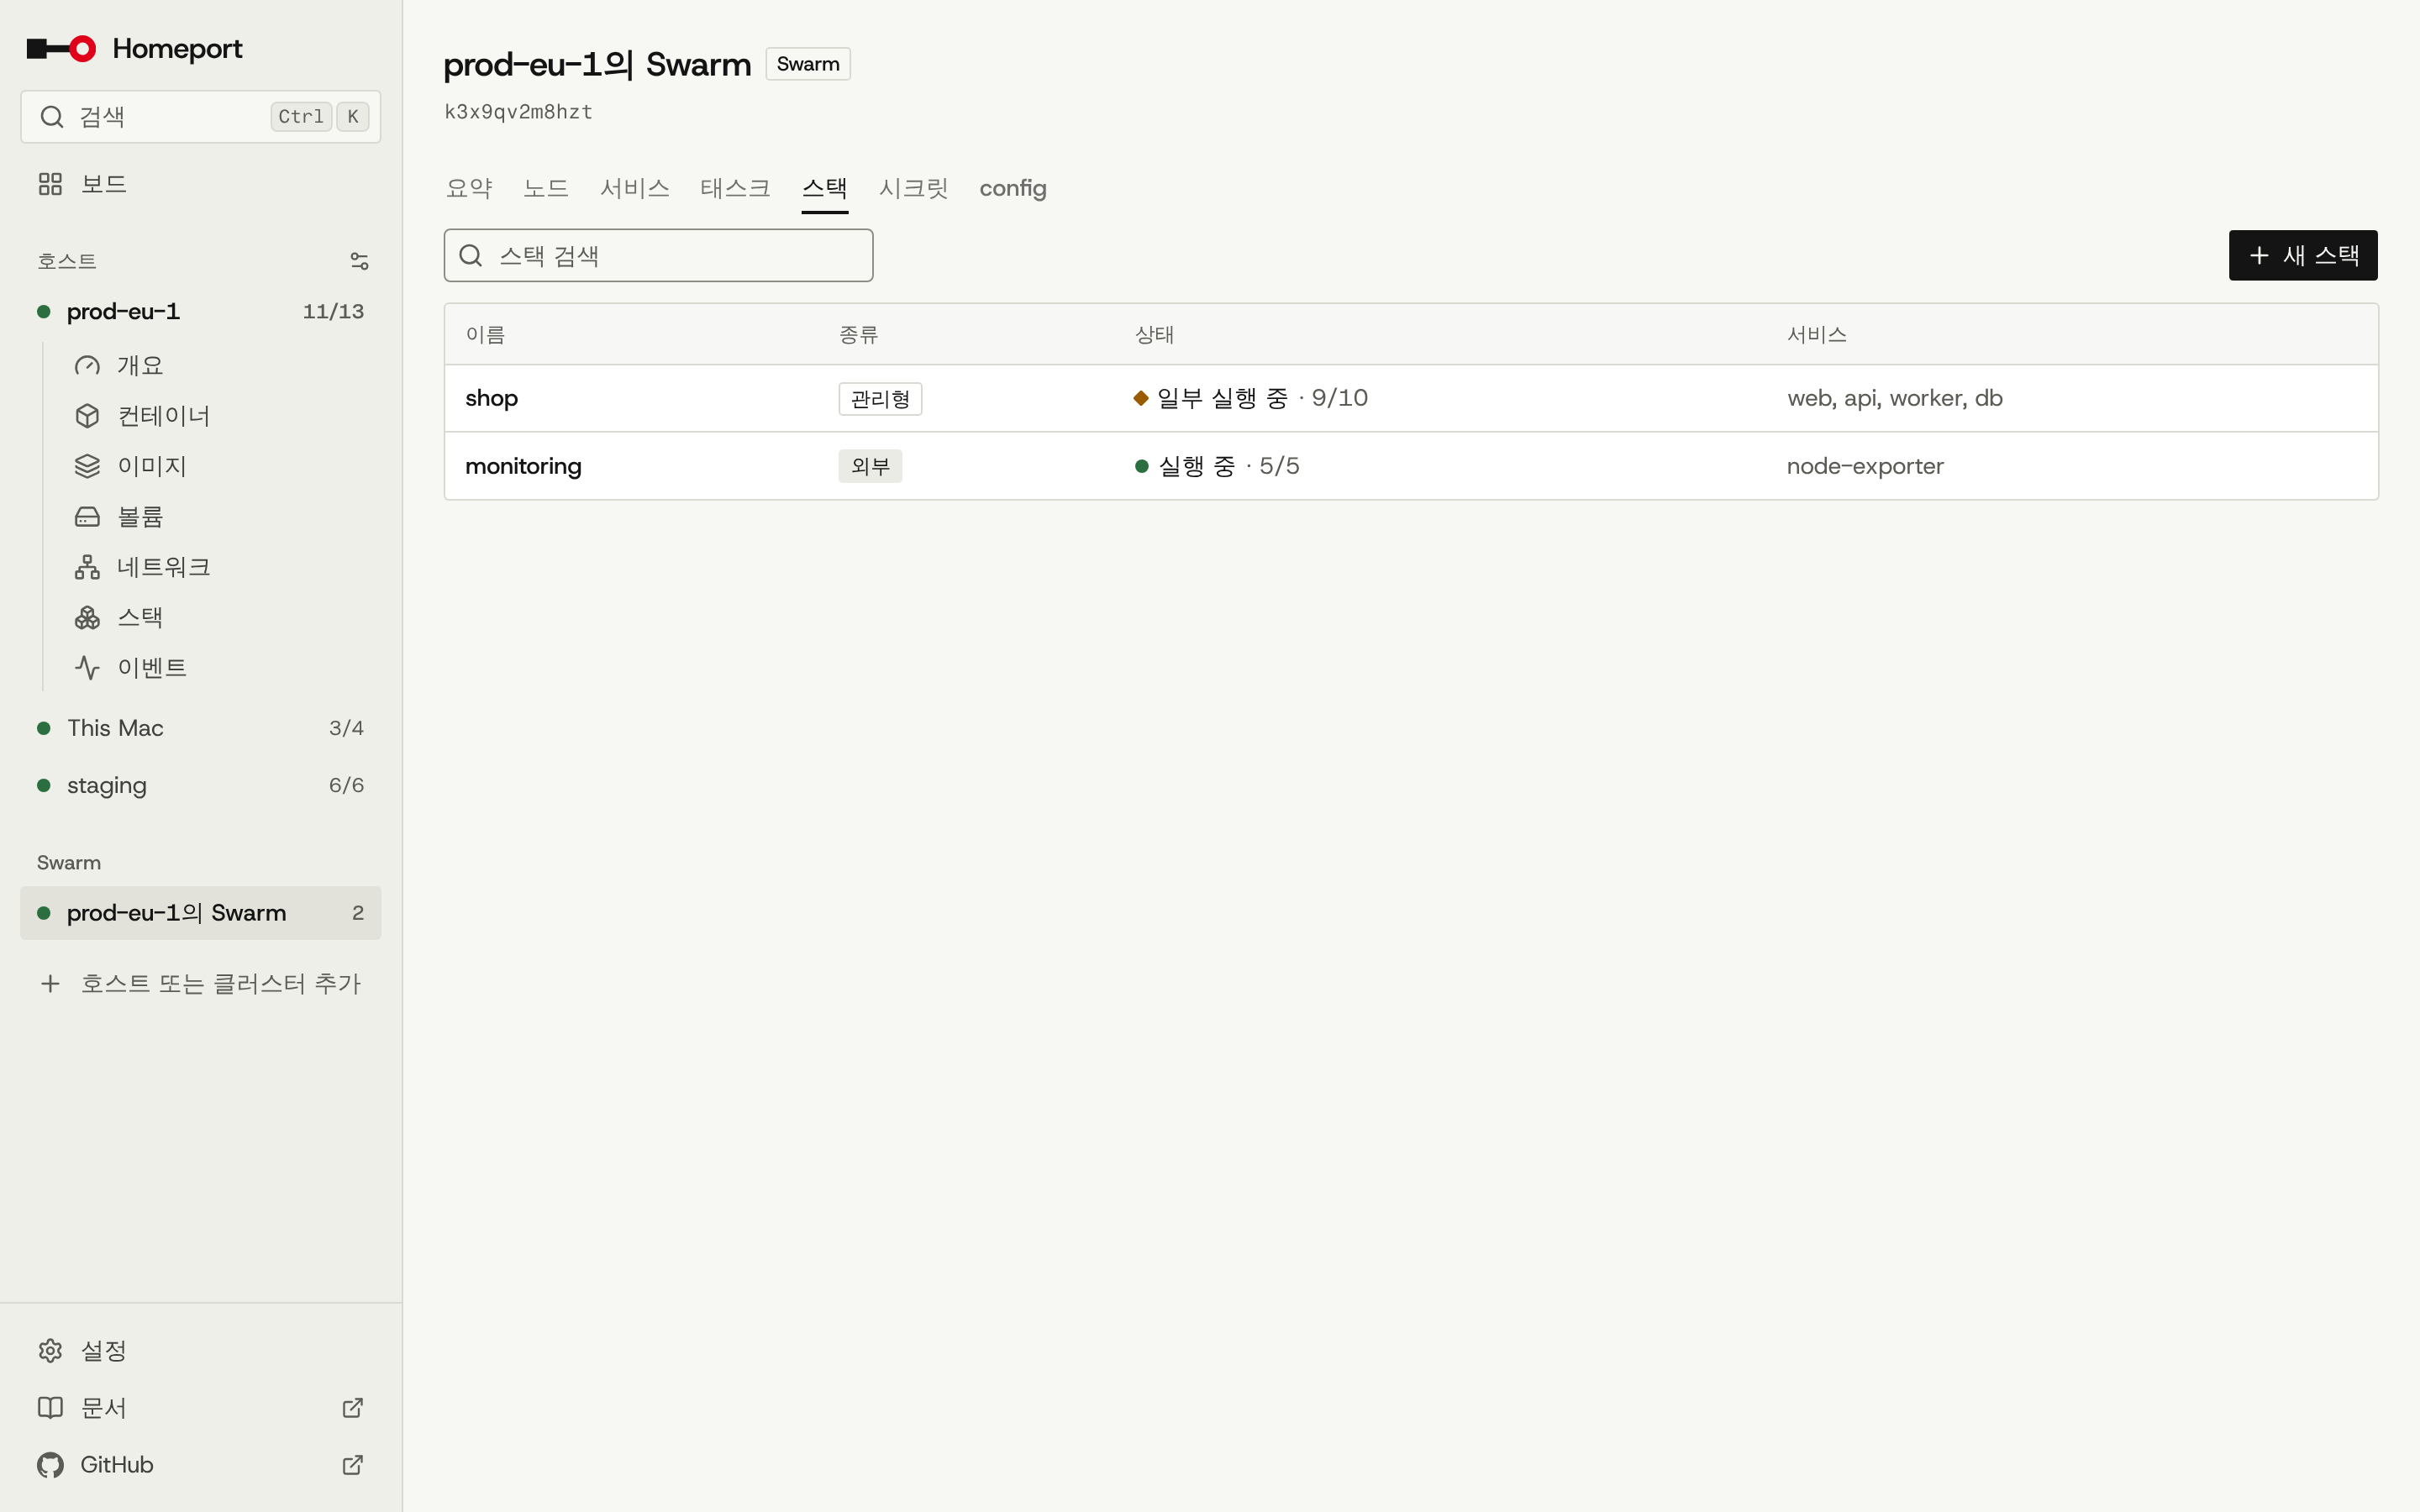 Homeport
검색 Ctrl K
보드
호스트
prod-eu-1 11/13
개요
컨테이너
이미지
볼륨
네트워크
스택
이벤트
This Mac 3/4
staging 6/6
Swarm
prod-eu-1의 Swarm 2
호스트 또는 클러스터 추가
설정
문서
GitHub
prod-eu-1의 Swarm Swarm
k3x9qv2m8hzt
요약 노드 서비스 태스크 스택 시크릿 config
스택 검색 새 스택
이름 종류 상태 서비스
shop 관리형 일부 실행 중 · 9/10 web, api, worker, db
monitoring 외부 실행 중 · 5/5 node-exporter